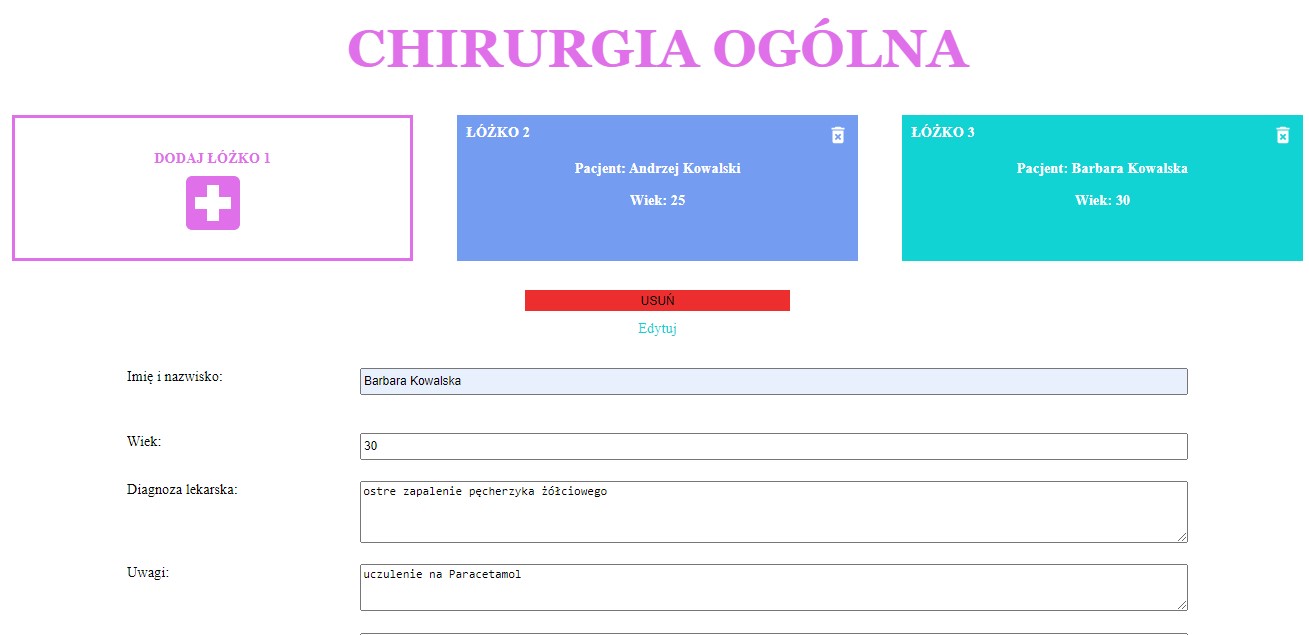 CHIRURGIA OGÓLNA
DODAJ ŁÓŻKO 1
ŁÓŻKO 2
Pacjent: Andrzej Kowalski
Wiek: 25
ŁÓŻKO 3
Pacjent: Barbara Kowalska
Wiek: 30
USUŃ
Edytuj
Imię i nazwisko:
Barbara Kowalska
Wiek:
30
Diagnoza lekarska:
ostre zapalenie pęcherzyka żółciowego
Uwagi:
uczulenie na Paracetamol